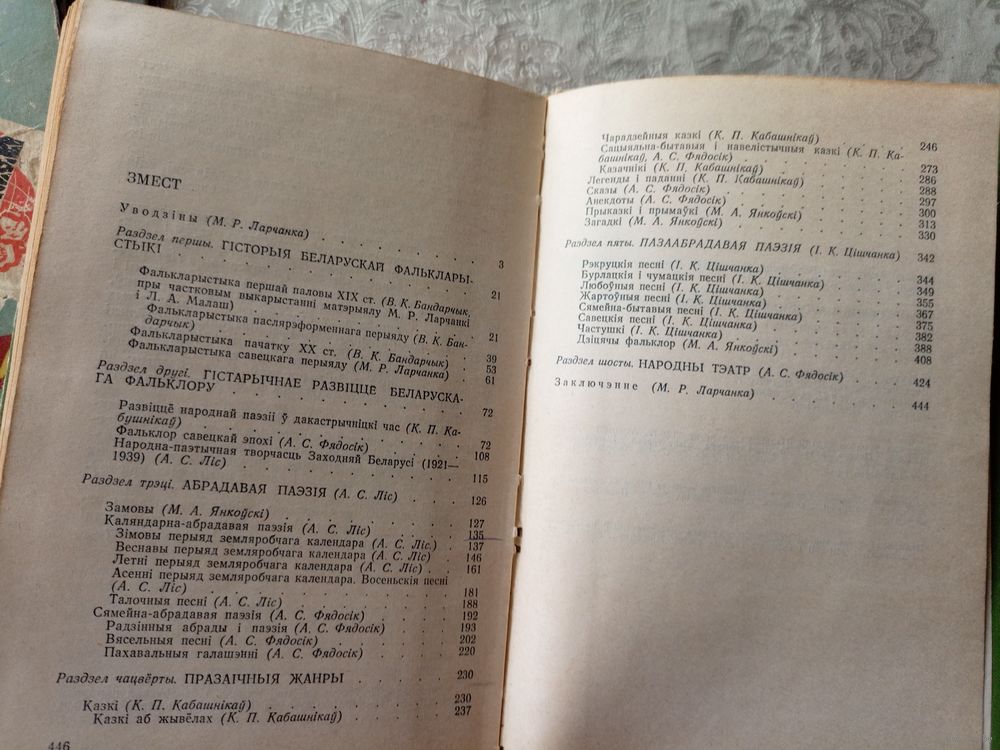 ЗМЕСТ
Уводзіны (М. Р. Ларчанка) . . . . . . 3
Раздзел першы. ГІСТОРЫЯ БЕЛАРУСКАЙ ФАЛЬКЛАРЫ-
СТЫКІ . . . . . . 21
Фалькларыстыка першай паловы XIX ст. (В. К. Бандарчык,
пры частковым выкарыстанні матэрыялу М. Р. Ларчанкі
і Л. А. Малаш) . . . . . . 21
Фалькларыстыка паслярэформеннага перыяду (В. К. Бан-
дарчык) . . . . . . 39
Фалькларыстыка пачатку XX ст. (В. К. Бандарчык) . 53
Фалькларыстыка савецкага перыяду (М. Р. Ларчанка) . 61
Раздзел другі. ГІСТАРЫЧНАЕ РАЗВІЦЦЁ БЕЛАРУСКА-
ГА ФАЛЬКЛОРУ . . . . . . 72
Развіццё народнай паэзіі ў дакастрычніцкі час (К. П. Ка-
бушнікаў) . . . . . . 72
Фальклор савецкай эпохі (А. С. Фядосік) . . . . 108
Народна-паэтычная творчасць Заходняй Беларусі (1921—
1939) (А. С. Ліс) . . . . . . 115
Раздзел трэці. АБРАДАВАЯ ПАЭЗІЯ (А. С. Ліс) . . . 126
Замовы (М. А. Янкоўскі) . . . . . . 127
Каляндарна-абрадавая паэзія (А. С. Ліс) . . . . 135
Зімовы перыяд земляробчага календара (А. С. Ліс.) . 137
Веснавы перыяд земляробчага календара (А. С. Ліс) . 146
Летні перыяд земляробчага календара (А. С. Ліс) . . 161
Асенні перыяд земляробчага календара. Восеньскія песні
(А. С. Ліс) . . . . . . 181
Талочныя песні (А. С. Ліс) . . . . . . 188
Сямейна-абрадавая паэзія (А. С. Фядосік) . . . . 192
Радзінныя абрады і паэзія (А. С. Фядосік) . . . 193
Вясельныя песні (А. С. Фядосік) . . . . . 202
Пахавальныя галашэнні (А. С. Фядосік) . . . . 220
Раздзел чацвёрты. ПРАЗАІЧНЫЯ ЖАНРЫ . . . . . 230
Казкі (К. П. Кабашнікаў) . . . . . . 230
Казкі аб жывёлах (К. П. Кабашнікаў) . . . . 237
446
Чарадзейныя казкі (К. П. Кабашнікаў) . . . . 246
Сацыяльна-бытавыя і навелістычныя казкі (К. П. Ка-
башнікаў, А. С. Фядосік) . . . . . . 273
Казачнікі (К. П. Кабашнікаў) . . . . . 286
Легенды і паданні (К. П. Кабашнікаў) . . . . 288
Сказы (А. С. Фядосік) . . . . . . 297
Анекдоты (А. С. Фядосік) . . . . . . 300
Прыказкі і прымаўкі (М. А. Янкоўскі) . . . . 313
Загадкі (М. А. Янкоўскі) . . . . . . 330
Раздзел пяты. ПАЗААБРАДАВАЯ ПАЭЗІЯ (І. К. Цішчанка) . 342
Рэкруцкія песні (І. К. Цішчанка) . . . . . 344
Бурлацкія і чумацкія песні (І. К. Цішчанка) . . . 349
Любоўныя песні (І. К. Цішчанка) . . . . . 355
Жартоўныя песні (І. К. Цішчанка) . . . . . 367
Сямейна-бытавыя песні (І. К. Цішчанка) . . . . 375
Савецкія песні (І. К. Цішчанка) . . . . . 382
Частушкі (І. К. Цішчанка) . . . . . . 388
Дзіцячы фальклор (М. А. Янкоўскі) . . . . . 408
Раздзел шосты. НАРОДНЫ ТЭАТР (А. С. Фядосік) . . . 424
Заключэнне (М. Р. Ларчанка) . . . . . . 444